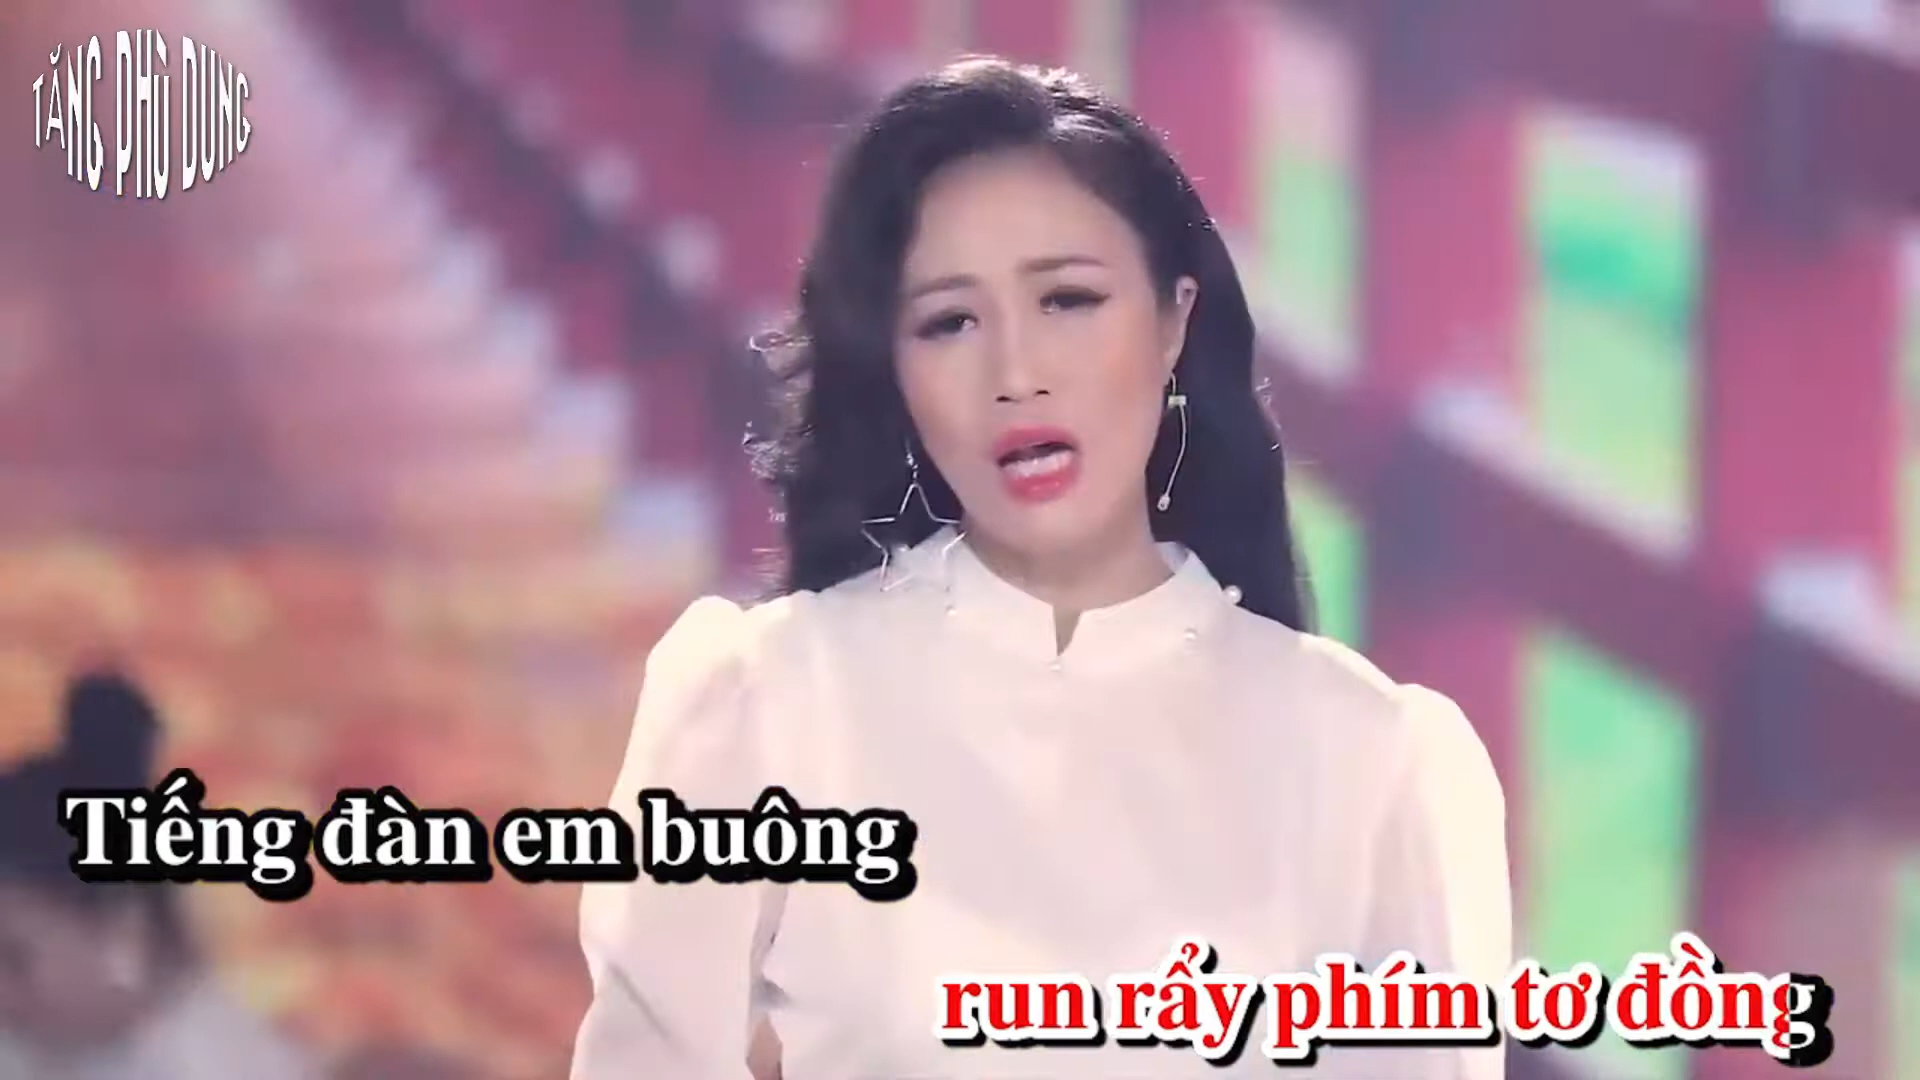 TĂNG PHÙ DUNG
Tiếng đàn em buông
run rẩy phím tơ đồng